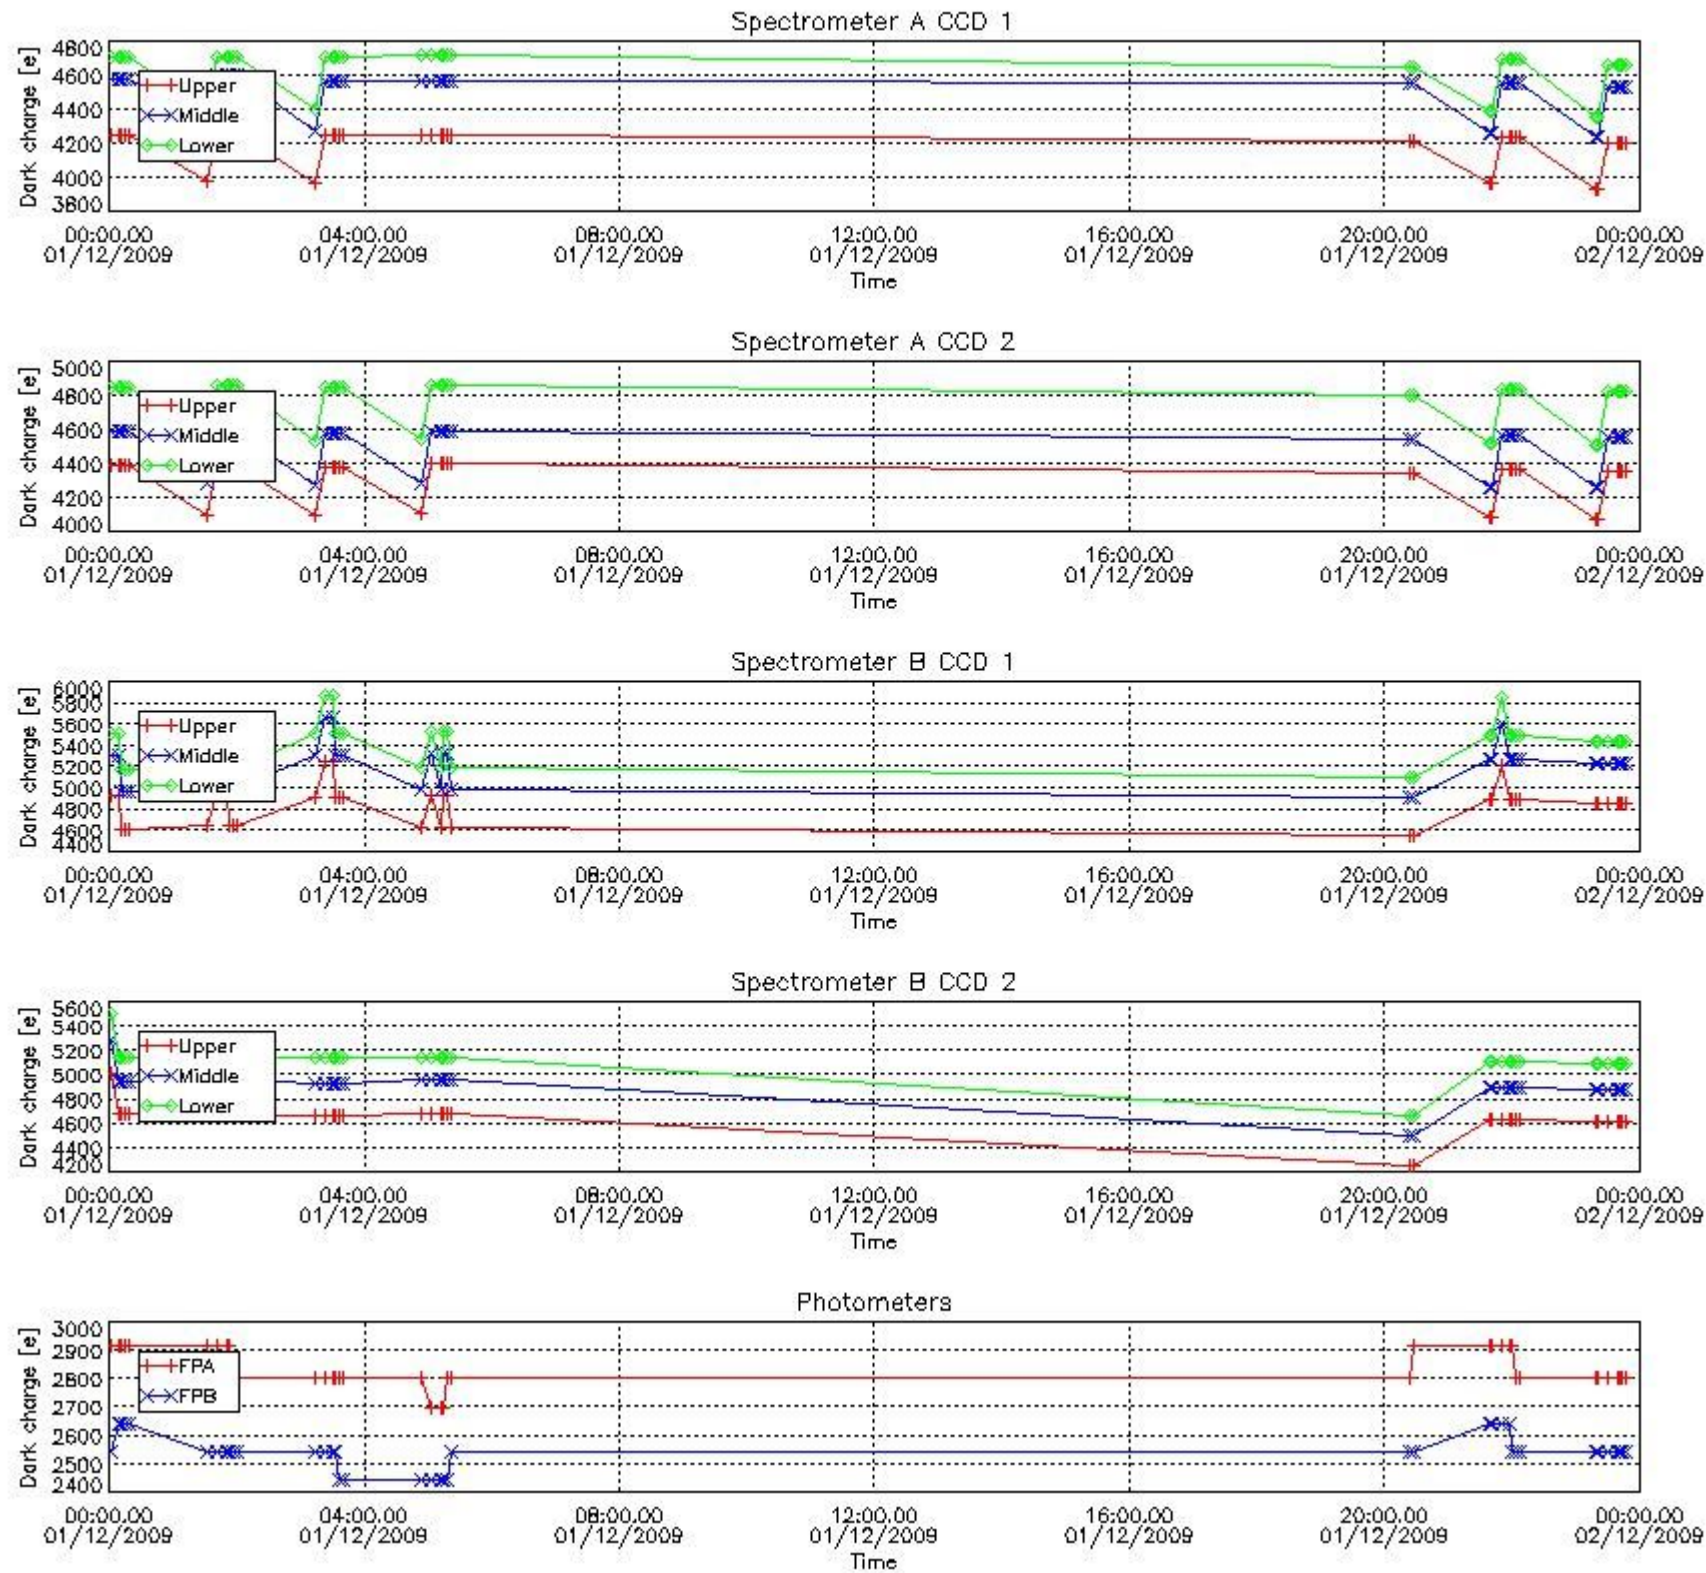 Spectrometer A CCD 1
Dark charge [e]
4800
4600
4400
4200
4000
3800
Upper
Middle
Lower
00:00.00 04:00.00 08:00.00 12:00.00 16:00.00 20:00.00 00:00.00
01/12/2009 01/12/2009 01/12/2009 01/12/2009 01/12/2009 01/12/2009 02/12/2009
Time
Spectrometer A CCD 2
Dark charge [e]
5000
4800
4600
4400
4200
4000
Upper
Middle
Lower
00:00.00 04:00.00 08:00.00 12:00.00 16:00.00 20:00.00 00:00.00
01/12/2009 01/12/2009 01/12/2009 01/12/2009 01/12/2009 01/12/2009 02/12/2009
Time
Spectrometer B CCD 1
Dark charge [e]
6000
5800
5600
5400
5200
5000
4800
4600
4400
Upper
Middle
Lower
00:00.00 04:00.00 08:00.00 12:00.00 16:00.00 20:00.00 00:00.00
01/12/2009 01/12/2009 01/12/2009 01/12/2009 01/12/2009 01/12/2009 02/12/2009
Time
Spectrometer B CCD 2
Dark charge [e]
5600
5400
5200
5000
4800
4600
4400
4200
Upper
Middle
Lower
00:00.00 04:00.00 08:00.00 12:00.00 16:00.00 20:00.00 00:00.00
01/12/2009 01/12/2009 01/12/2009 01/12/2009 01/12/2009 01/12/2009 02/12/2009
Time
Photometers
Dark charge [e]
3000
2900
2800
2700
2600
2500
2400
FPA
FPB
00:00.00 04:00.00 08:00.00 12:00.00 16:00.00 20:00.00 00:00.00
01/12/2009 01/12/2009 01/12/2009 01/12/2009 01/12/2009 01/12/2009 02/12/2009
Time